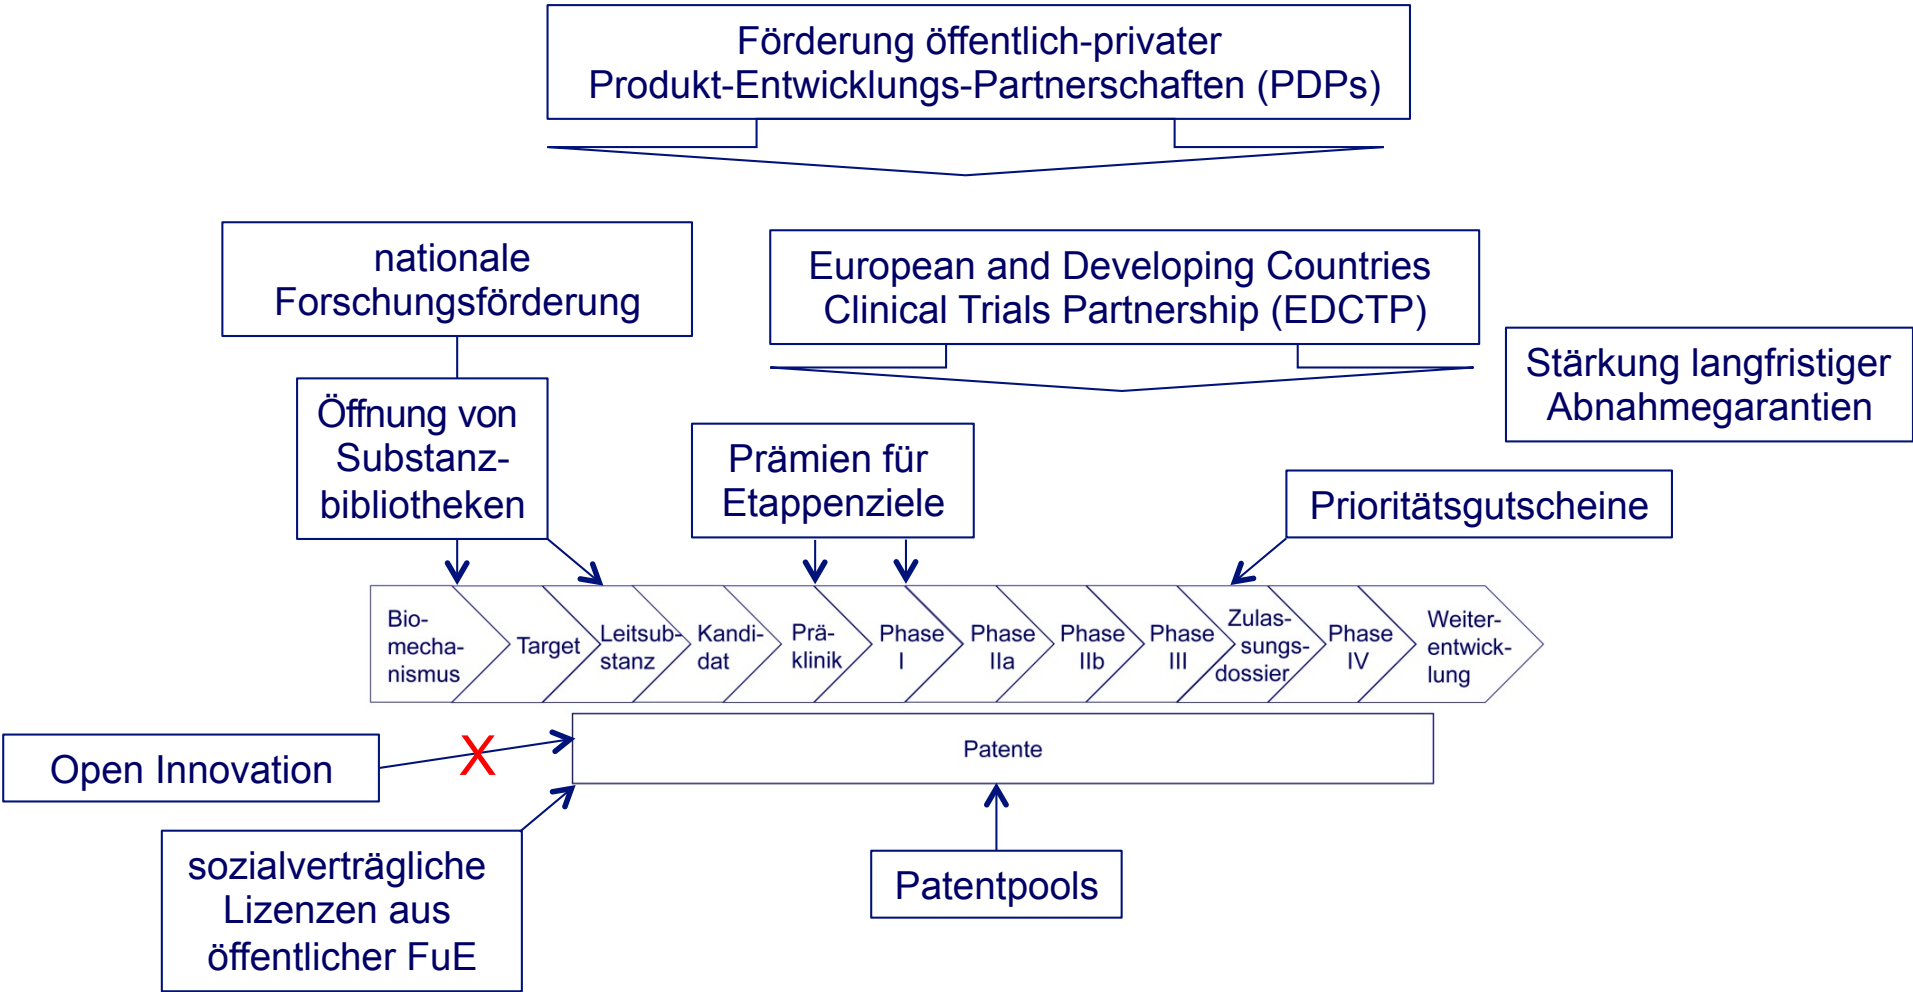 Förderung öffentlich-privater
Produkt-Entwicklungs-Partnerschaften (PDPs)
nationale
Forschungsförderung
European and Developing Countries
Clinical Trials Partnership (EDCTP)
Stärkung langfristiger
Abnahmegarantien
Öffnung von
Substanz-
bibliotheken
Prämien für
Etappenziele
Prioritätsgutscheine
Bio-
mecha-
nismus
Target
Leitsub-
stanz
Kandi-
dat
Prä-
klinik
Phase
I
Phase
IIa
Phase
IIb
Phase
III
Zulas-
sungs-
dossier
Phase
IV
Weiter-
entwick-
lung
Patente
Open Innovation
X
sozialverträgliche
Lizenzen aus
öffentlicher FuE
Patentpools